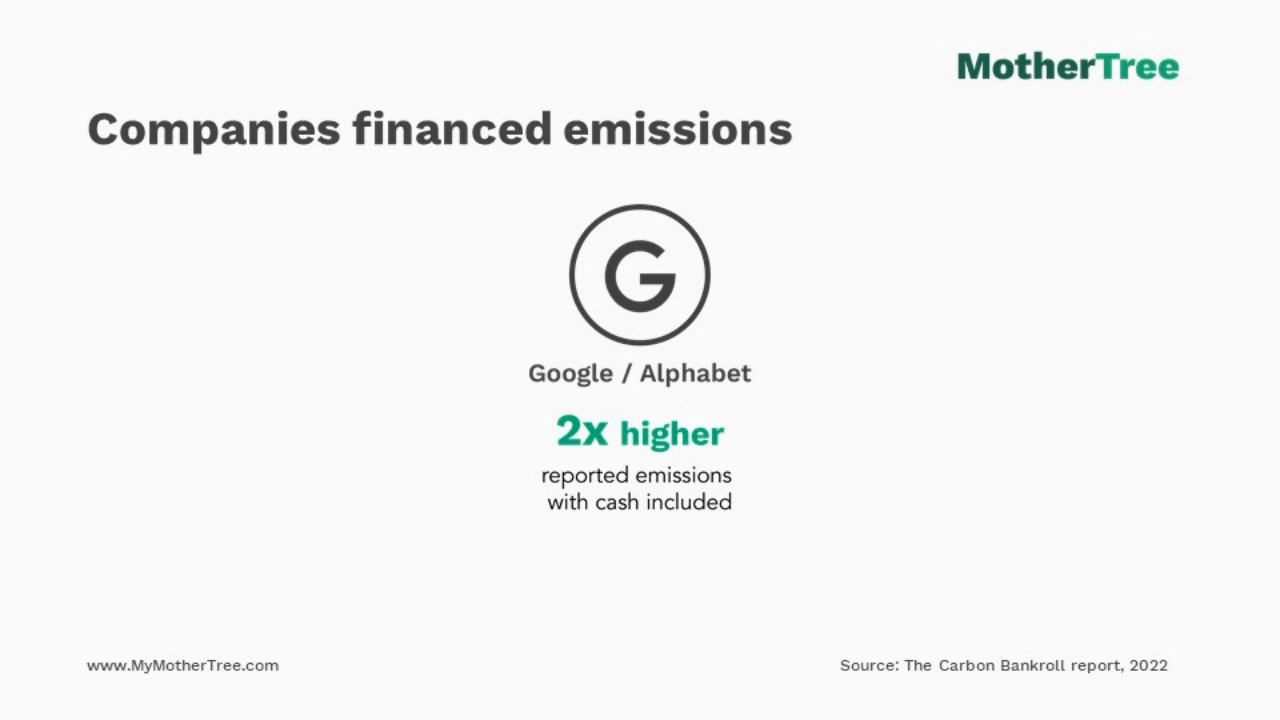 MotherTree
Companies financed emissions
G
Google / Alphabet
2x higher
reported emissions
with cash included
www.MyMotherTree.com
Source: The Carbon Bankroll report, 2022